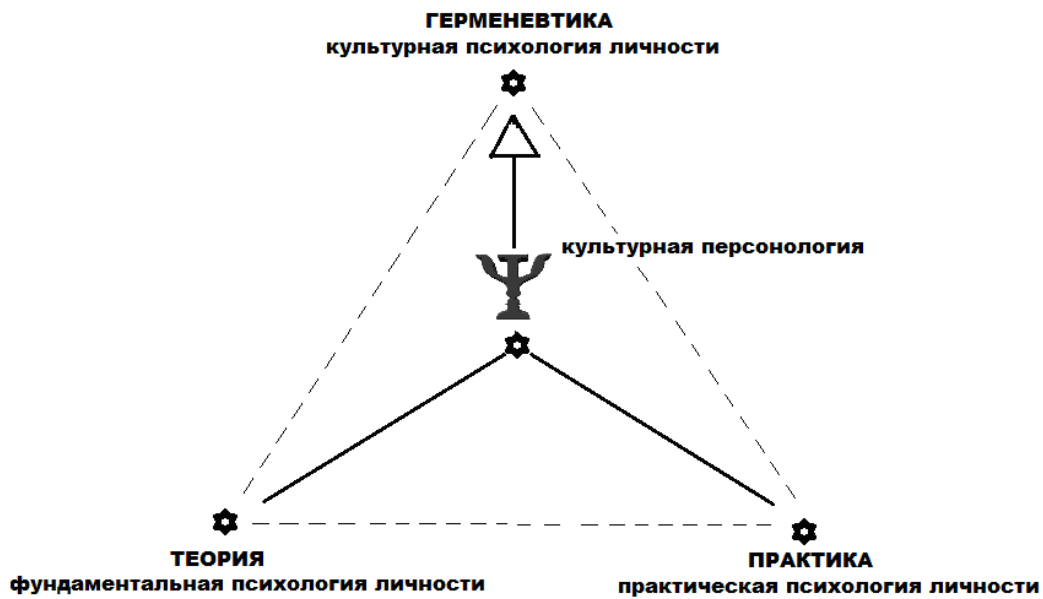 ГЕРМЕНЕВТИКА
культурная психология личности
культурная персонология
ТЕОРИЯ
фундаментальная психология личности
ПРАКТИКА
практическая психология личности